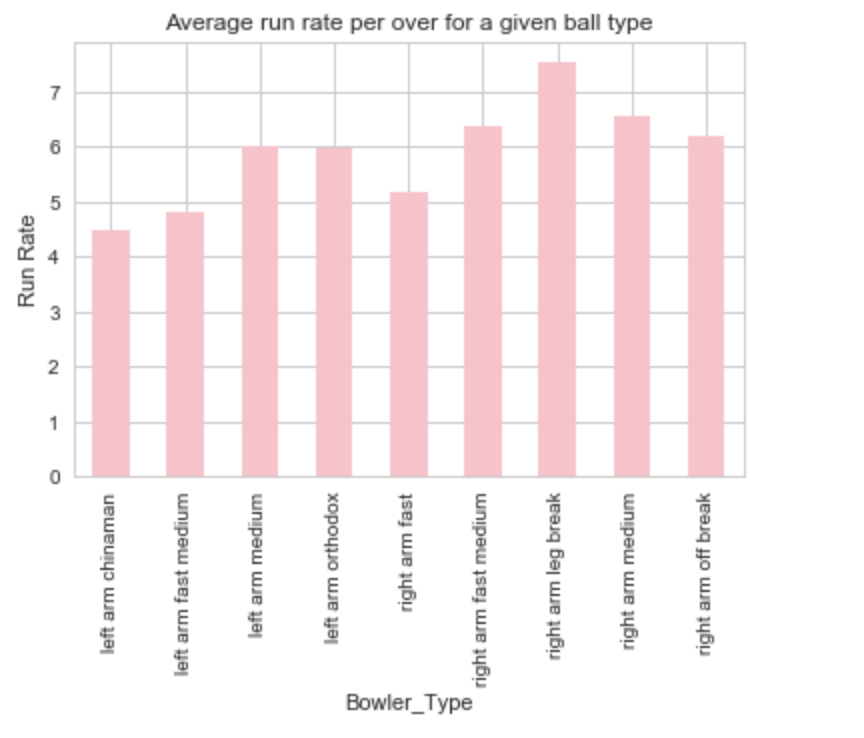 Average run rate per over for a given ball type
7
6
5
4
3
2
1
0
Run Rate
left arm chinaman
left arm fast medium
left arm medium
left arm orthodox
right arm fast
right arm fast medium
right arm leg break
right arm medium
right arm off break
Bowler_Type